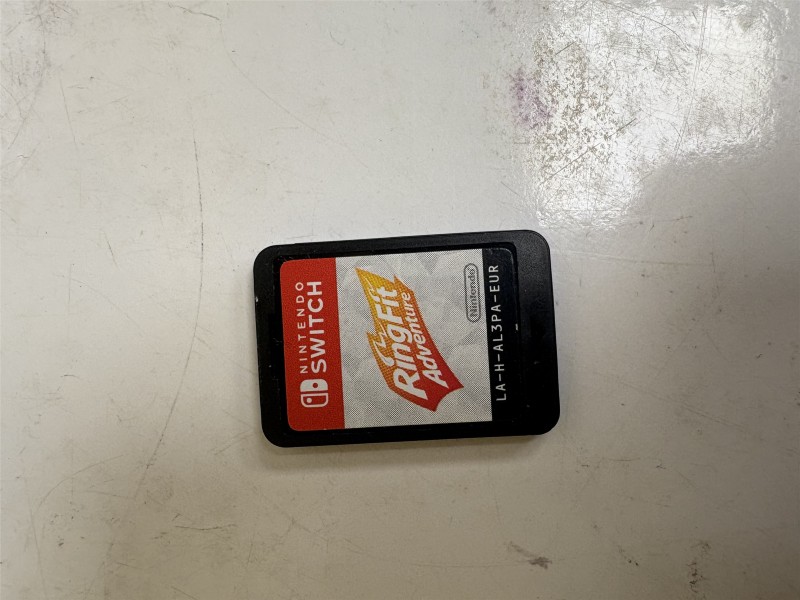 NINTENDO
SWITCH
Ring Fit
Adventure
Nintendo
LA-H-AL3PA-EUR